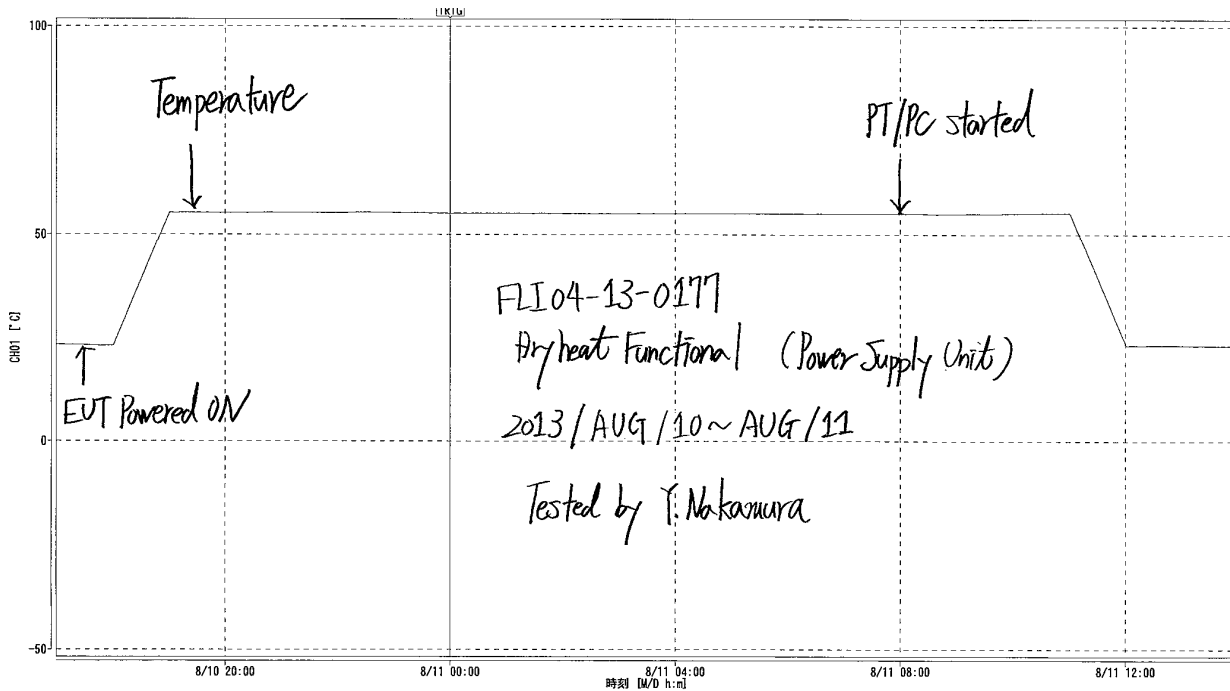 TRIG
100
Temperature
PT/PC started
50
CH01 [°C]
FLI04-13-0177
Dryheat Functional (Power Supply Unit)
EUT Powered ON
2013/AUG/10~AUG/11
0
Tested by Y.Nakamura
-50
8/10 20:00 8/11 00:00 8/11 04:00 8/11 08:00 8/11 12:00
時刻 [M/D h:m]